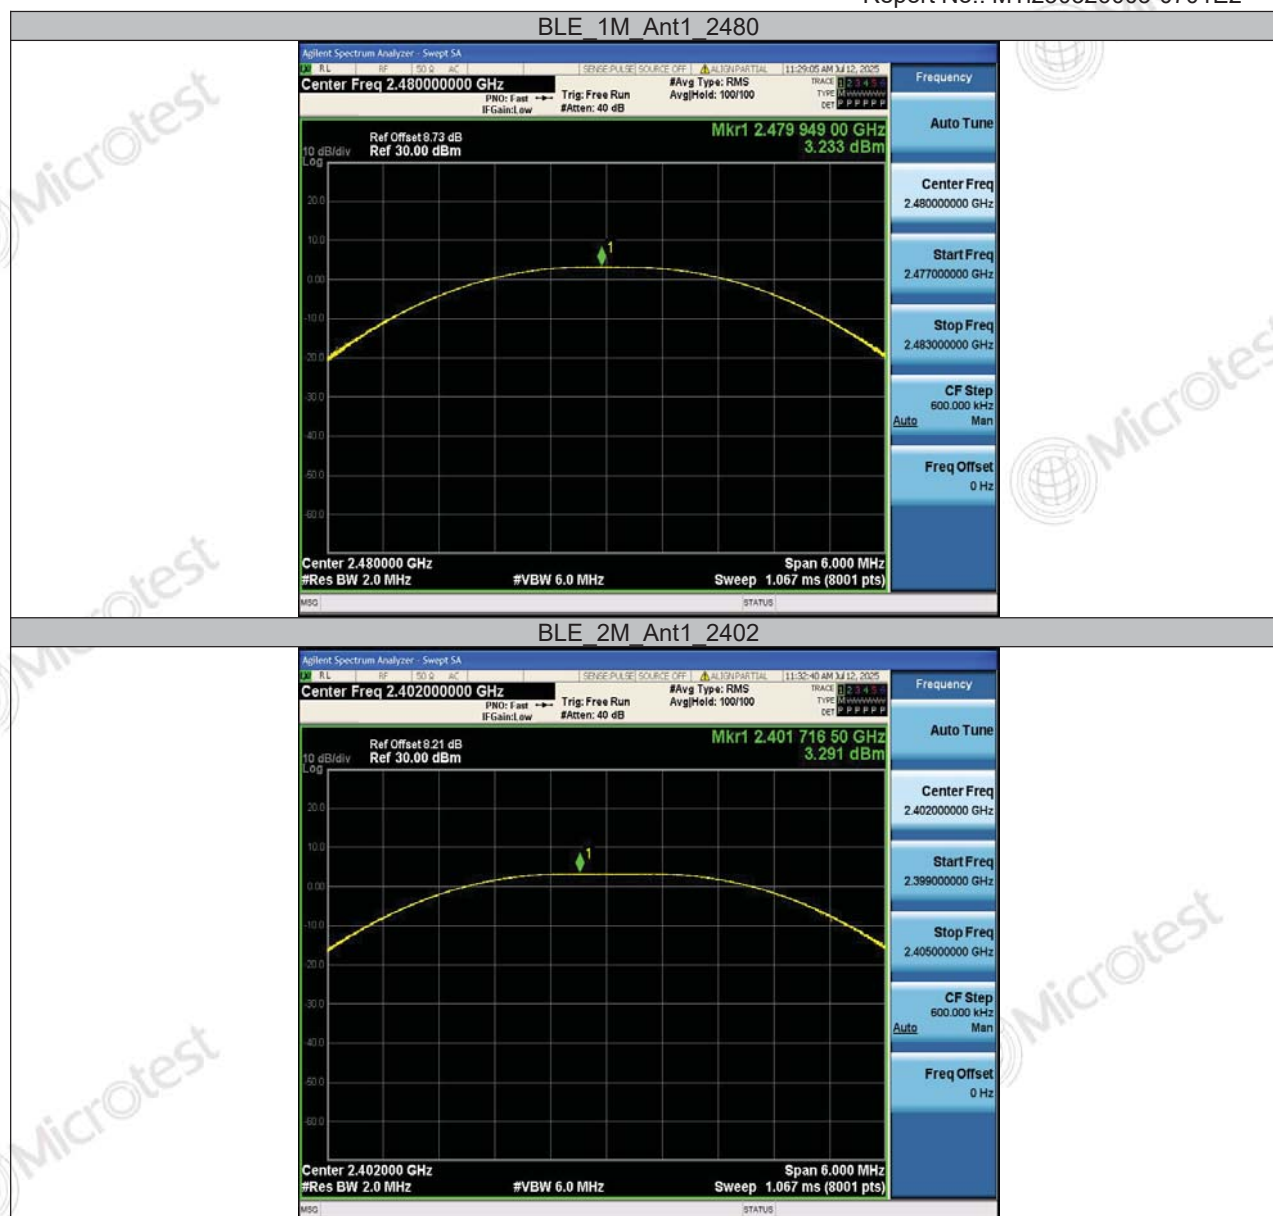 BLE_1M_Ant1_2480
Agilent Spectrum Analyzer - Swept SA
RL RF 50 Ω AC SENSE:PULSE SOURCE OFF ALIGN PARTIAL 11:29:05 AM Jul 12, 2025
Center Freq 2.480000000 GHz
PNO: Fast
IFGain:Low
Trig: Free Run
#Atten: 40 dB
#Avg Type: RMS
Avg|Hold: 100/100
TRACE 1 2 3 4 5 6
TYPE M
DET P P P P P P
Ref Offset 8.73 dB
10 dB/div Ref 30.00 dBm
Log
Mkr1 2.479 949 00 GHz
3.233 dBm
20.0
10.0
0.00
-10.0
-20.0
-30.0
-40.0
-50.0
-60.0
1
Center 2.480000 GHz
Span 6.000 MHz
#Res BW 2.0 MHz
#VBW 6.0 MHz
Sweep 1.067 ms (8001 pts)
MSG
STATUS
Frequency
Auto Tune
Center Freq
2.480000000 GHz
Start Freq
2.477000000 GHz
Stop Freq
2.483000000 GHz
CF Step
600.000 kHz
Auto Man
Freq Offset
0 Hz
BLE_2M_Ant1_2402
Agilent Spectrum Analyzer - Swept SA
RL RF 50 Ω AC SENSE:PULSE SOURCE OFF ALIGN PARTIAL 11:32:40 AM Jul 12, 2025
Center Freq 2.402000000 GHz
PNO: Fast
IFGain:Low
Trig: Free Run
#Atten: 40 dB
#Avg Type: RMS
Avg|Hold: 100/100
TRACE 1 2 3 4 5 6
TYPE M
DET P P P P P P
Ref Offset 8.21 dB
10 dB/div Ref 30.00 dBm
Log
Mkr1 2.401 716 50 GHz
3.291 dBm
20.0
10.0
0.00
-10.0
-20.0
-30.0
-40.0
-50.0
-60.0
1
Center 2.402000 GHz
Span 6.000 MHz
#Res BW 2.0 MHz
#VBW 6.0 MHz
Sweep 1.067 ms (8001 pts)
MSG
STATUS
Frequency
Auto Tune
Center Freq
2.402000000 GHz
Start Freq
2.399000000 GHz
Stop Freq
2.405000000 GHz
CF Step
600.000 kHz
Auto Man
Freq Offset
0 Hz
Microtest
Microtest
Microtest
Microtest